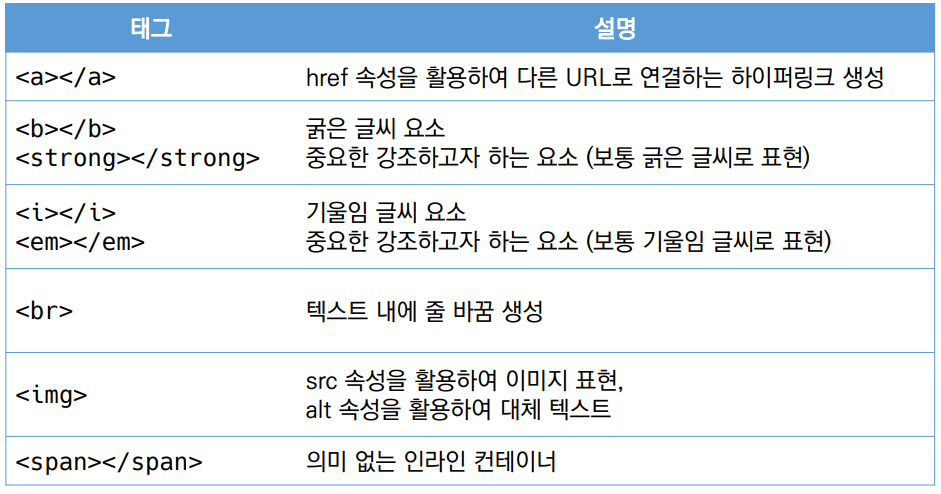 태그 설명
<a></a> href 속성을 활용하여 다른 URL로 연결하는 하이퍼링크 생성
<b></b> 굵은 글씨 요소
<strong></strong> 중요한 강조하고자 하는 요소 (보통 굵은 글씨로 표현)
<i></i> 기울임 글씨 요소
<em></em> 중요한 강조하고자 하는 요소 (보통 기울임 글씨로 표현)
<br> 텍스트 내에 줄 바꿈 생성
<img> src 속성을 활용하여 이미지 표현,
alt 속성을 활용하여 대체 텍스트
<span></span> 의미 없는 인라인 컨테이너